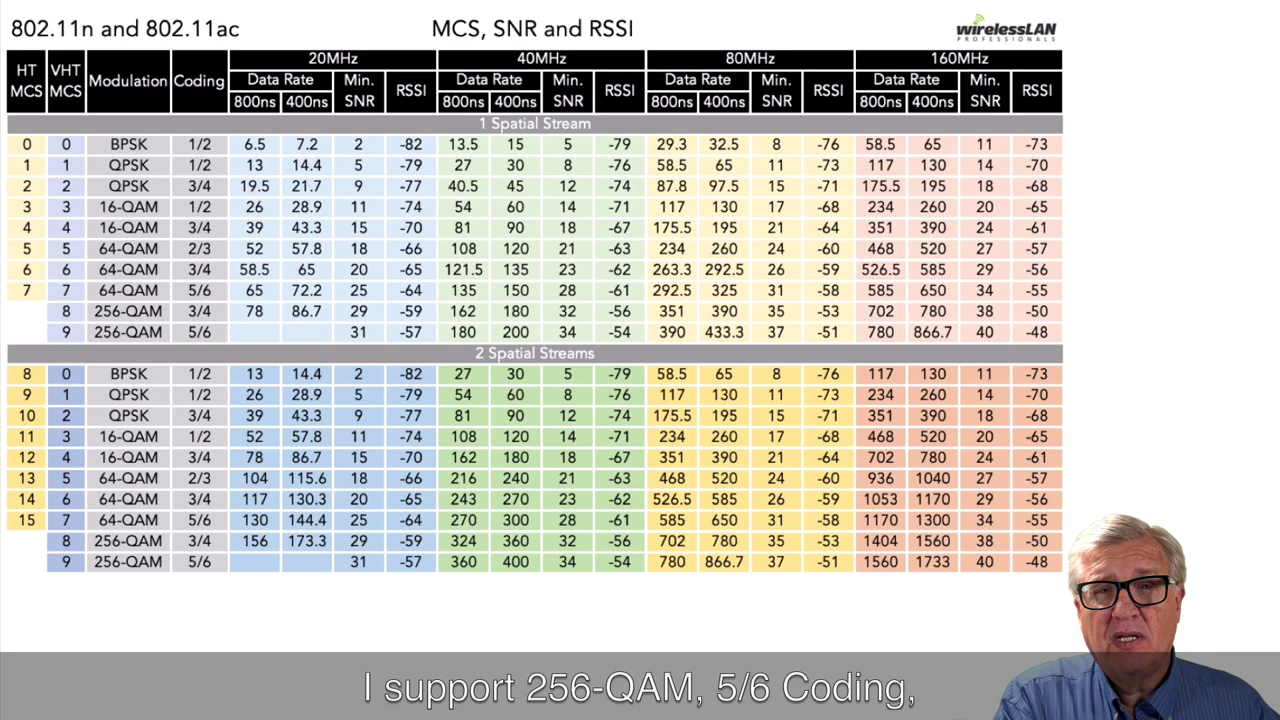 802.11n and 802.11ac MCS, SNR and RSSI wirelessLAN
PROFESSIONALS
HT MCS VHT MCS Modulation Coding 20MHz 40MHz 80MHz 160MHz
Data Rate Min. SNR RSSI Data Rate Min. SNR RSSI Data Rate Min. SNR RSSI Data Rate Min. SNR RSSI
800ns 400ns 800ns 400ns 800ns 400ns 800ns 400ns
1 Spatial Stream
0 0 BPSK 1/2 6.5 7.2 2 -82 13.5 15 5 -79 29.3 32.5 8 -76 58.5 65 11 -73
1 1 QPSK 1/2 13 14.4 5 -79 27 30 8 -76 58.5 65 11 -73 117 130 14 -70
2 2 QPSK 3/4 19.5 21.7 9 -77 40.5 45 12 -74 87.8 97.5 15 -71 175.5 195 18 -68
3 3 16-QAM 1/2 26 28.9 11 -74 54 60 14 -71 117 130 17 -68 234 260 20 -65
4 4 16-QAM 3/4 39 43.3 15 -70 81 90 18 -67 175.5 195 21 -64 351 390 24 -61
5 5 64-QAM 2/3 52 57.8 18 -66 108 120 21 -63 234 260 24 -60 468 520 27 -57
6 6 64-QAM 3/4 58.5 65 20 -65 121.5 135 23 -62 263.3 292.5 26 -59 526.5 585 29 -56
7 7 64-QAM 5/6 65 72.2 25 -64 135 150 28 -61 292.5 325 31 -58 585 650 34 -55
8 256-QAM 3/4 78 86.7 29 -59 162 180 32 -56 351 390 35 -53 702 780 38 -50
9 256-QAM 5/6 31 -57 180 200 34 -54 390 433.3 37 -51 780 866.7 40 -48
2 Spatial Streams
8 0 BPSK 1/2 13 14.4 2 -82 27 30 5 -79 58.5 65 8 -76 117 130 11 -73
9 1 QPSK 1/2 26 28.9 5 -79 54 60 8 -76 117 130 11 -73 234 260 14 -70
10 2 QPSK 3/4 39 43.3 9 -77 81 90 12 -74 175.5 195 15 -71 351 390 18 -68
11 3 16-QAM 1/2 52 57.8 11 -74 108 120 14 -71 234 260 17 -68 468 520 20 -65
12 4 16-QAM 3/4 78 86.7 15 -70 162 180 18 -67 351 390 21 -64 702 780 24 -61
13 5 64-QAM 2/3 104 115.6 18 -66 216 240 21 -63 468 520 24 -60 936 1040 27 -57
14 6 64-QAM 3/4 117 130.3 20 -65 243 270 23 -62 526.5 585 26 -59 1053 1170 29 -56
15 7 64-QAM 5/6 130 144.4 25 -64 270 300 28 -61 585 650 31 -58 1170 1300 34 -55
8 256-QAM 3/4 156 173.3 29 -59 324 360 32 -56 702 780 35 -53 1404 1560 38 -50
9 256-QAM 5/6 31 -57 360 400 34 -54 780 866.7 37 -51 1560 1733 40 -48
I support 256-QAM, 5/6 Coding,